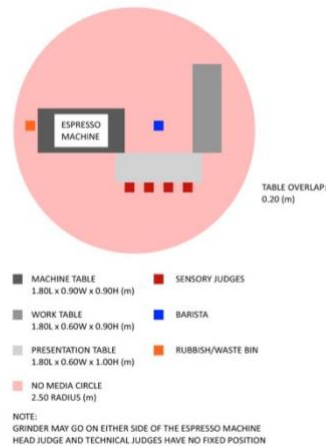 ESPRESSO
MACHINE
TABLE OVERLAP:
0.20 (m)
MACHINE TABLE
1.80L x 0.90W x 0.90H (m)
SENSORY JUDGES
WORK TABLE
1.80L x 0.60W x 0.90H (m)
BARISTA
PRESENTATION TABLE
1.80L x 0.60W x 1.00H (m)
RUBBISH/WASTE BIN
NO MEDIA CIRCLE
2.50 RADIUS (m)
NOTE:
GRINDER MAY GO ON EITHER SIDE OF THE ESPRESSO MACHINE
HEAD JUDGE AND TECHNICAL JUDGES HAVE NO FIXED POSITION